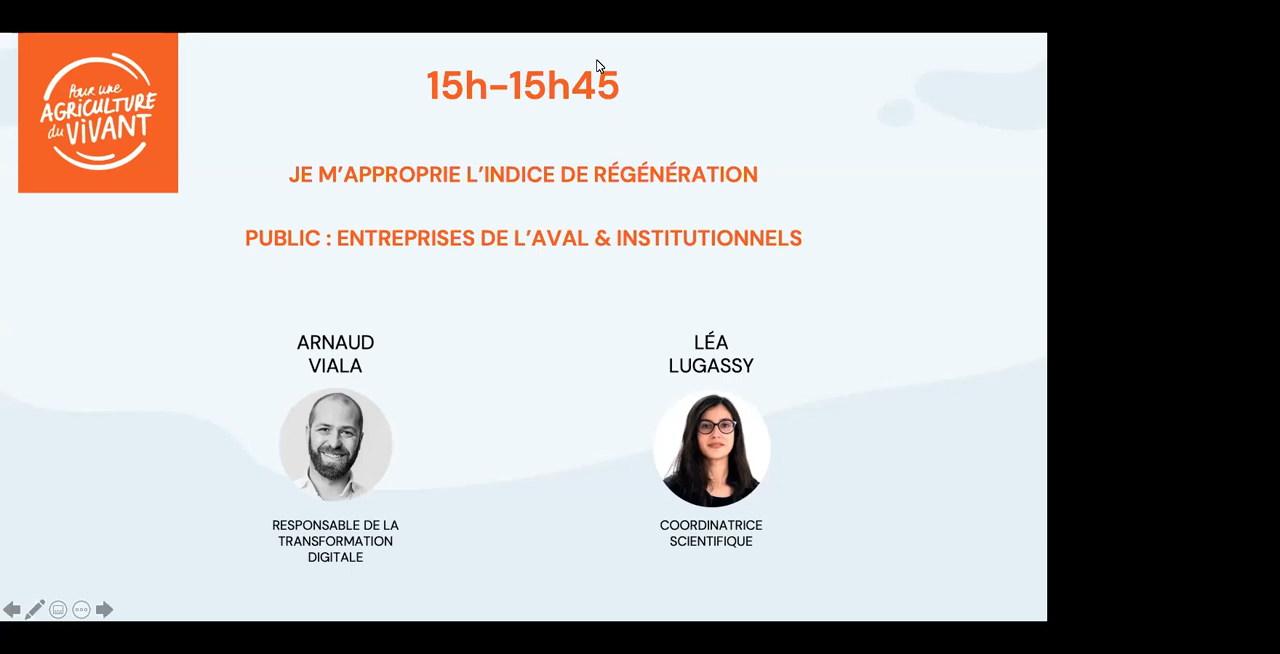 Pour une
AGRICULTURE
du VIVANT
15h-15h45
JE M’APPROPRIE L’INDICE DE RÉGÉNÉRATION
PUBLIC : ENTREPRISES DE L’AVAL & INSTITUTIONNELS
ARNAUD
VIALA
RESPONSABLE DE LA
TRANSFORMATION
DIGITALE
LÉA
LUGASSY
COORDINATRICE
SCIENTIFIQUE